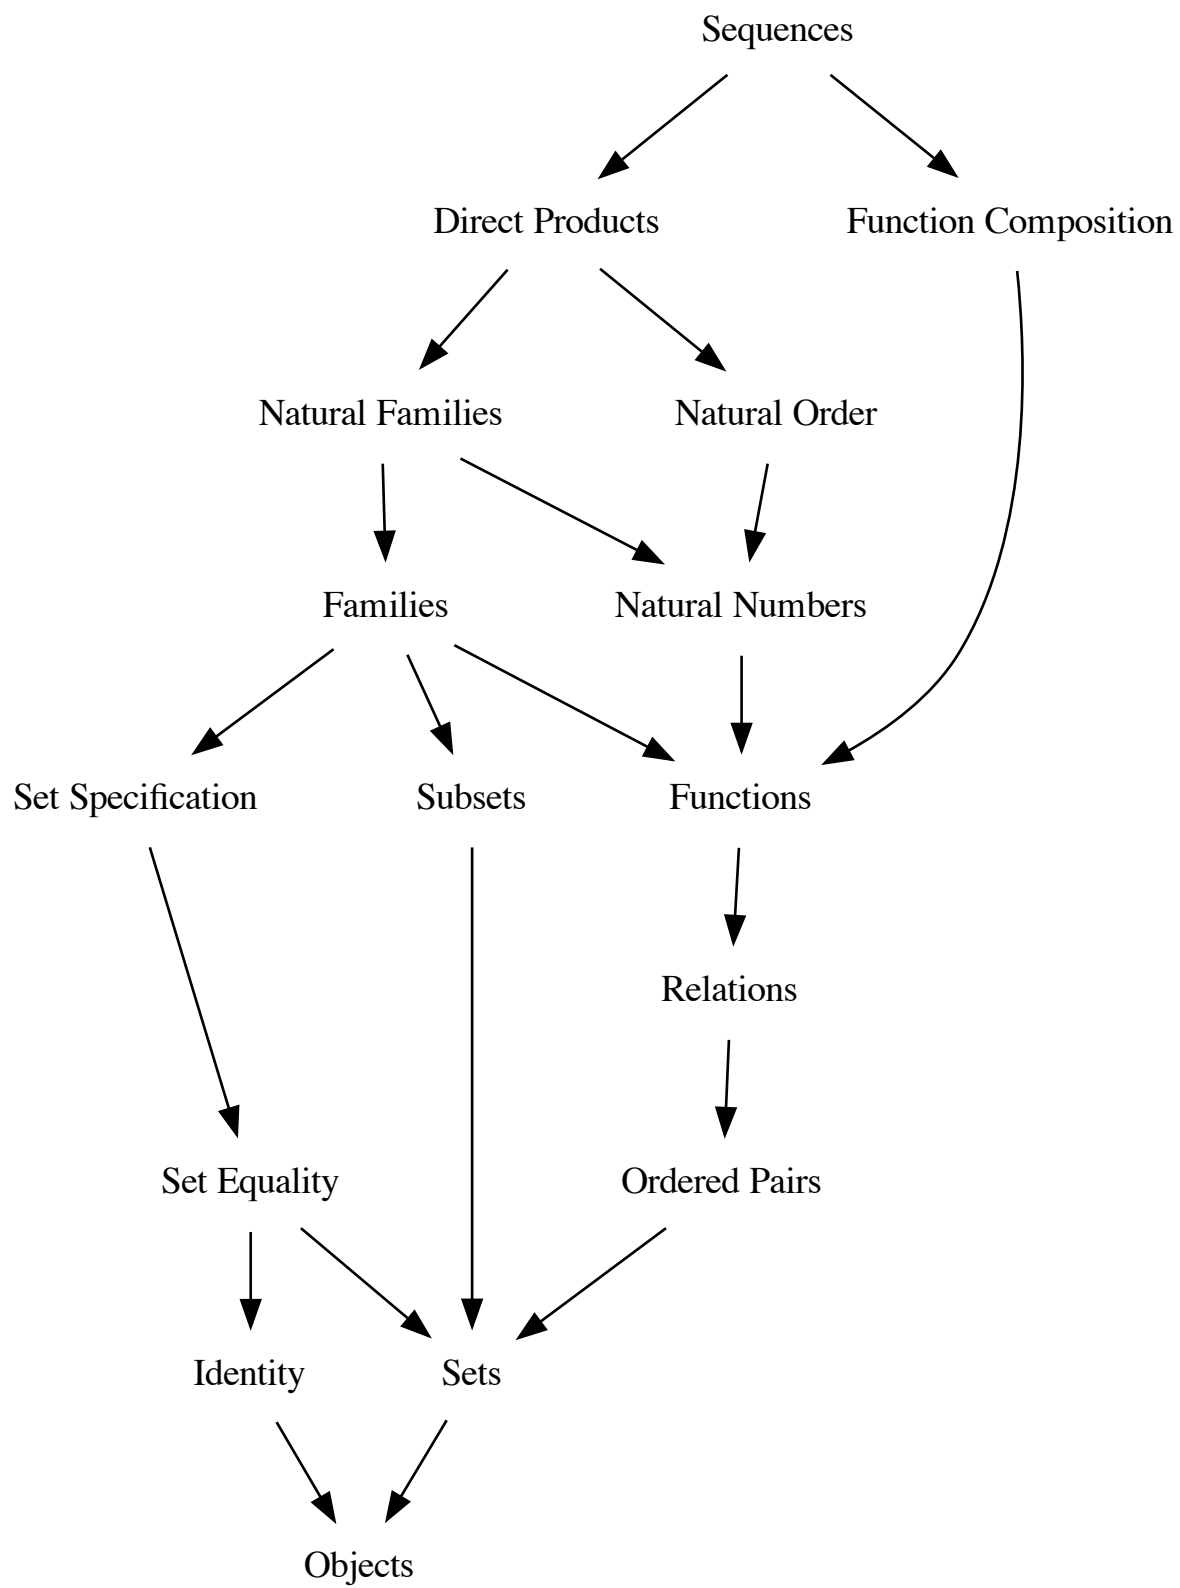 Sequences
Direct Products
Function Composition
Natural Families
Natural Order
Families
Natural Numbers
Set Specification
Subsets
Functions
Relations
Set Equality
Ordered Pairs
Identity
Sets
Objects